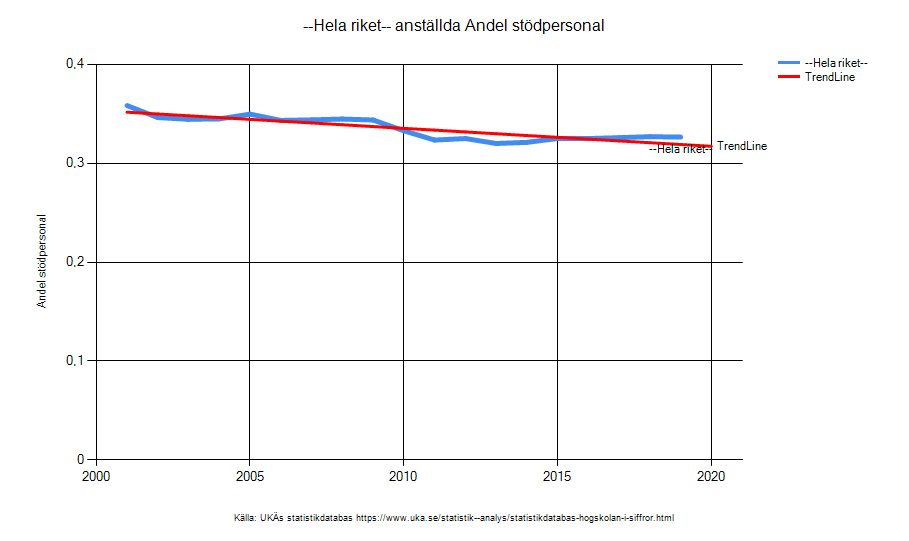 --Hela riket-- anställda Andel stödpersonal
--Hela riket--
TrendLine
0,4
0,3
0,2
0,1
0
Andel stödpersonal
--Hela riket--
TrendLine
2000
2005
2010
2015
2020
Källa: UKÄs statistikdatabas https://www.uka.se/statistik--analys/statistikdatabas-hogskolan-i-siffror.html